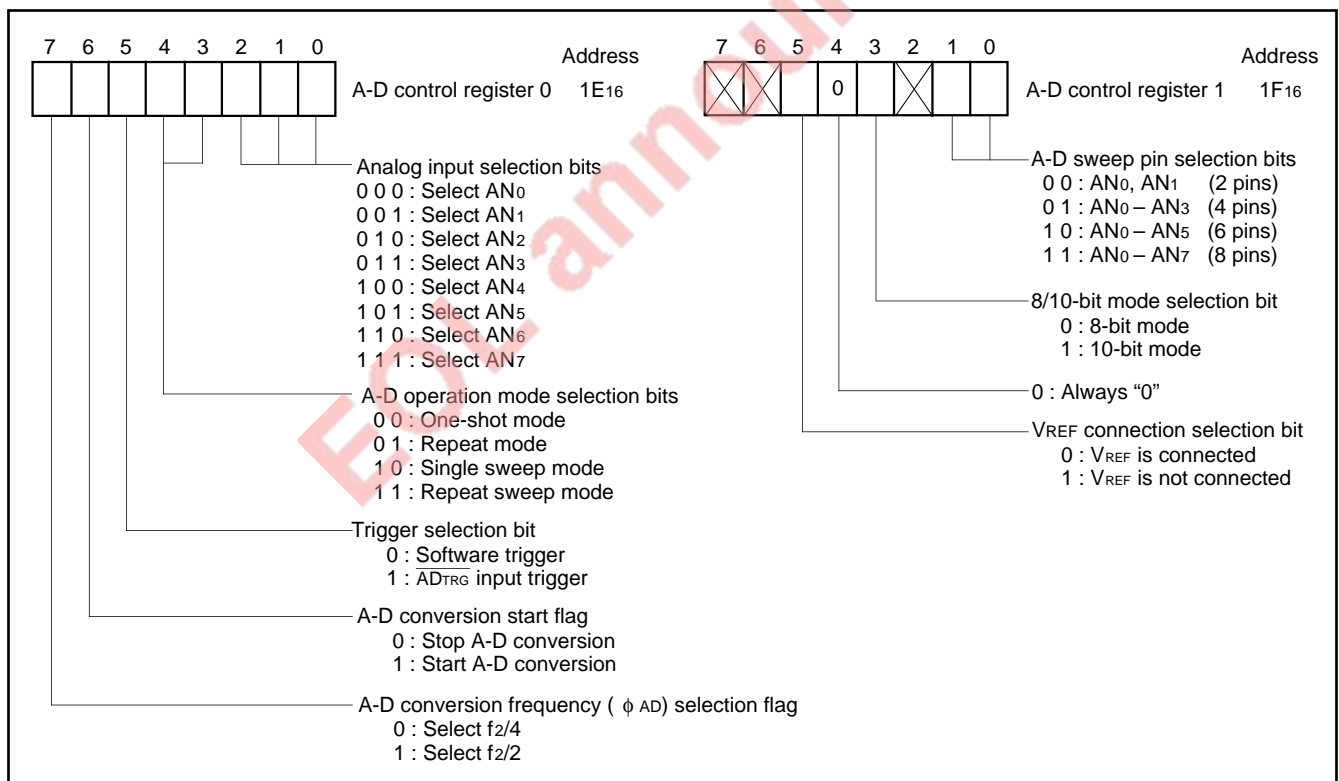 7 6 5 4 3 2 1 0
Address
A-D control register 0 1E16
Analog input selection bits
0 0 0 : Select AN0
0 0 1 : Select AN1
0 1 0 : Select AN2
0 1 1 : Select AN3
1 0 0 : Select AN4
1 0 1 : Select AN5
1 1 0 : Select AN6
1 1 1 : Select AN7
A-D operation mode selection bits
0 0 : One-shot mode
0 1 : Repeat mode
1 0 : Single sweep mode
1 1 : Repeat sweep mode
Trigger selection bit
0 : Software trigger
1 : ADTRG input trigger
A-D conversion start flag
0 : Stop A-D conversion
1 : Start A-D conversion
A-D conversion frequency ( ϕ AD) selection flag
0 : Select f2/4
1 : Select f2/2
7 6 5 4 3 2 1 0
Address
0
A-D control register 1 1F16
A-D sweep pin selection bits
0 0 : AN0, AN1 (2 pins)
0 1 : AN0 – AN3 (4 pins)
1 0 : AN0 – AN5 (6 pins)
1 1 : AN0 – AN7 (8 pins)
8/10-bit mode selection bit
0 : 8-bit mode
1 : 10-bit mode
0 : Always “0”
VREF connection selection bit
0 : VREF is connected
1 : VREF is not connected
EOL